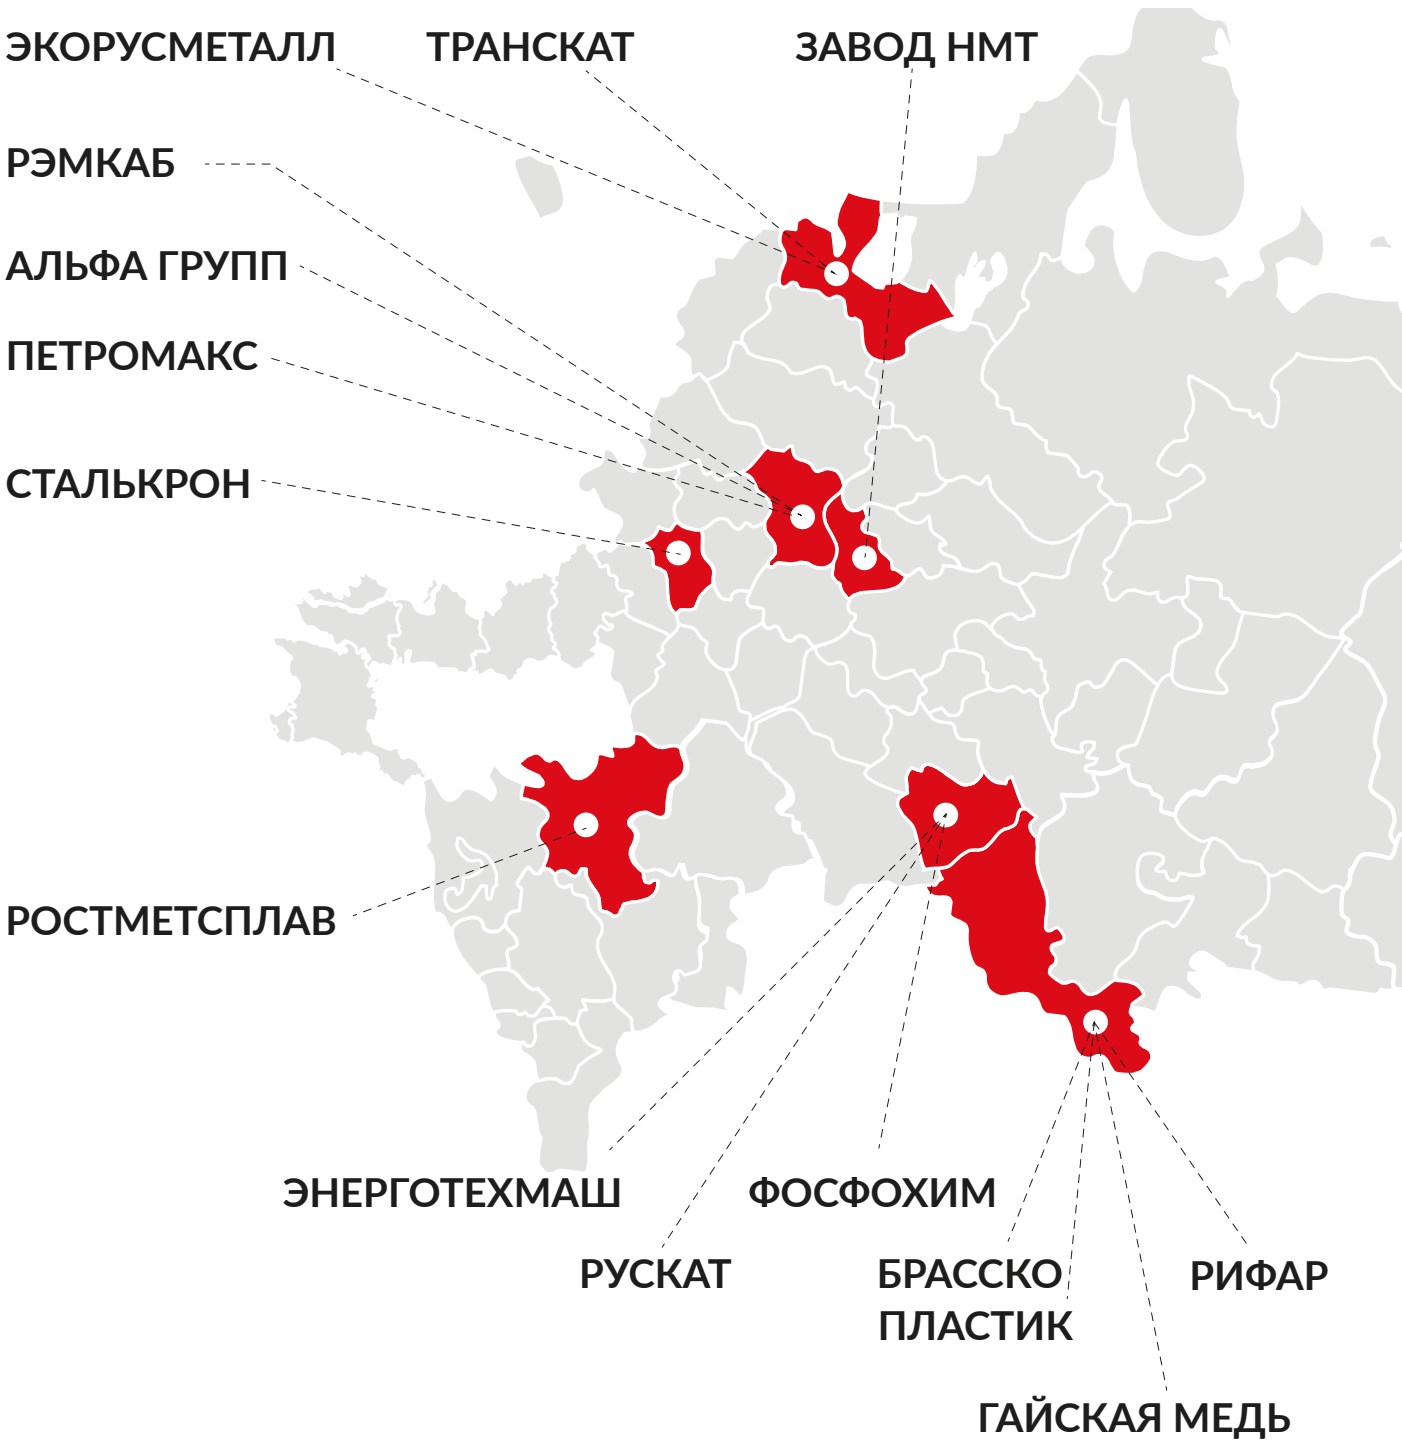 ЭКОРУСМЕТАЛЛ
ТРАНСКАТ
ЗАВОД НМТ
РЭМКАБ
АЛЬФА ГРУПП
ПЕТРОМАКС
СТАЛЬКРОН
РОСТМЕТСПЛАВ
ЭНЕРГОТЕХМАШ
ФОСФОХИМ
РУСКАТ
БРАССКО
ПЛАСТИК
РИФАР
ГАЙСКАЯ МЕДЬ